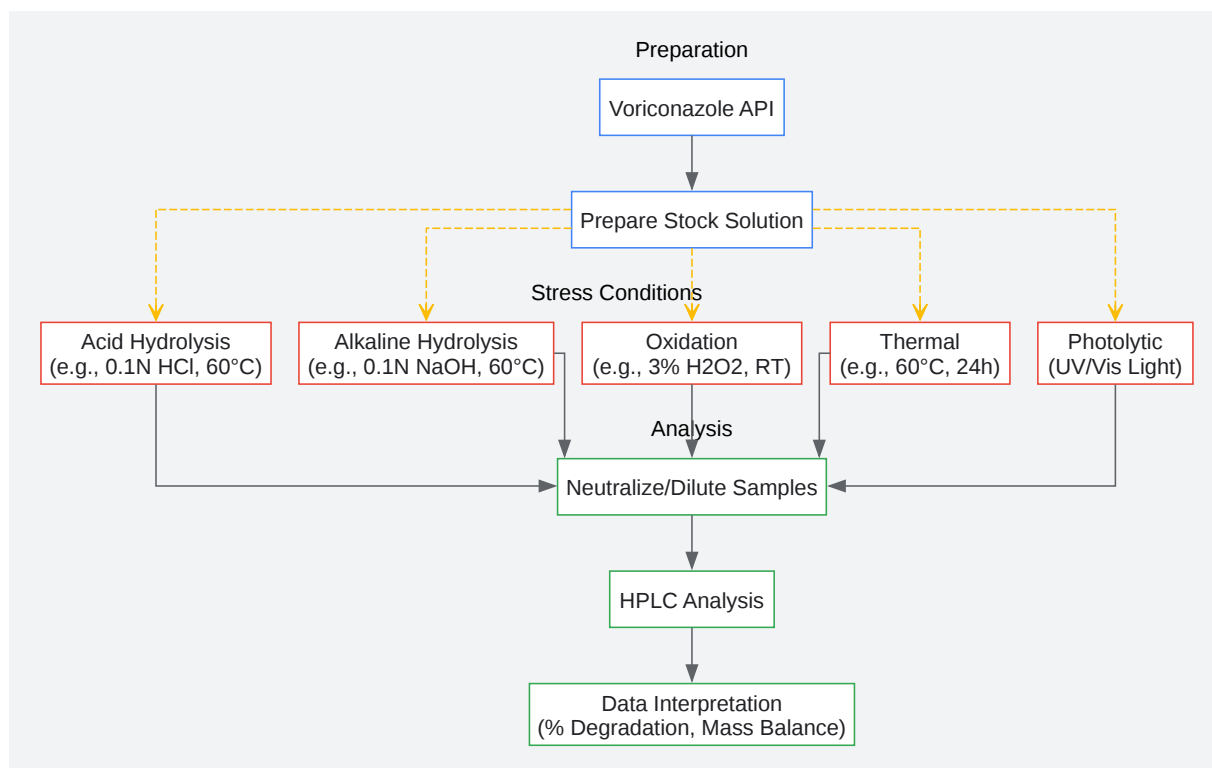 Preparation
Voriconazole API
Prepare Stock Solution
Stress Conditions
Acid Hydrolysis
(e.g., 0.1N HCl, 60°C)
Alkaline Hydrolysis
(e.g., 0.1N NaOH, 60°C)
Oxidation
(e.g., 3% H2O2, RT)
Thermal
(e.g., 60°C, 24h)
Photolytic
(UV/Vis Light)
Analysis
Neutralize/Dilute Samples
HPLC Analysis
Data Interpretation
(% Degradation, Mass Balance)